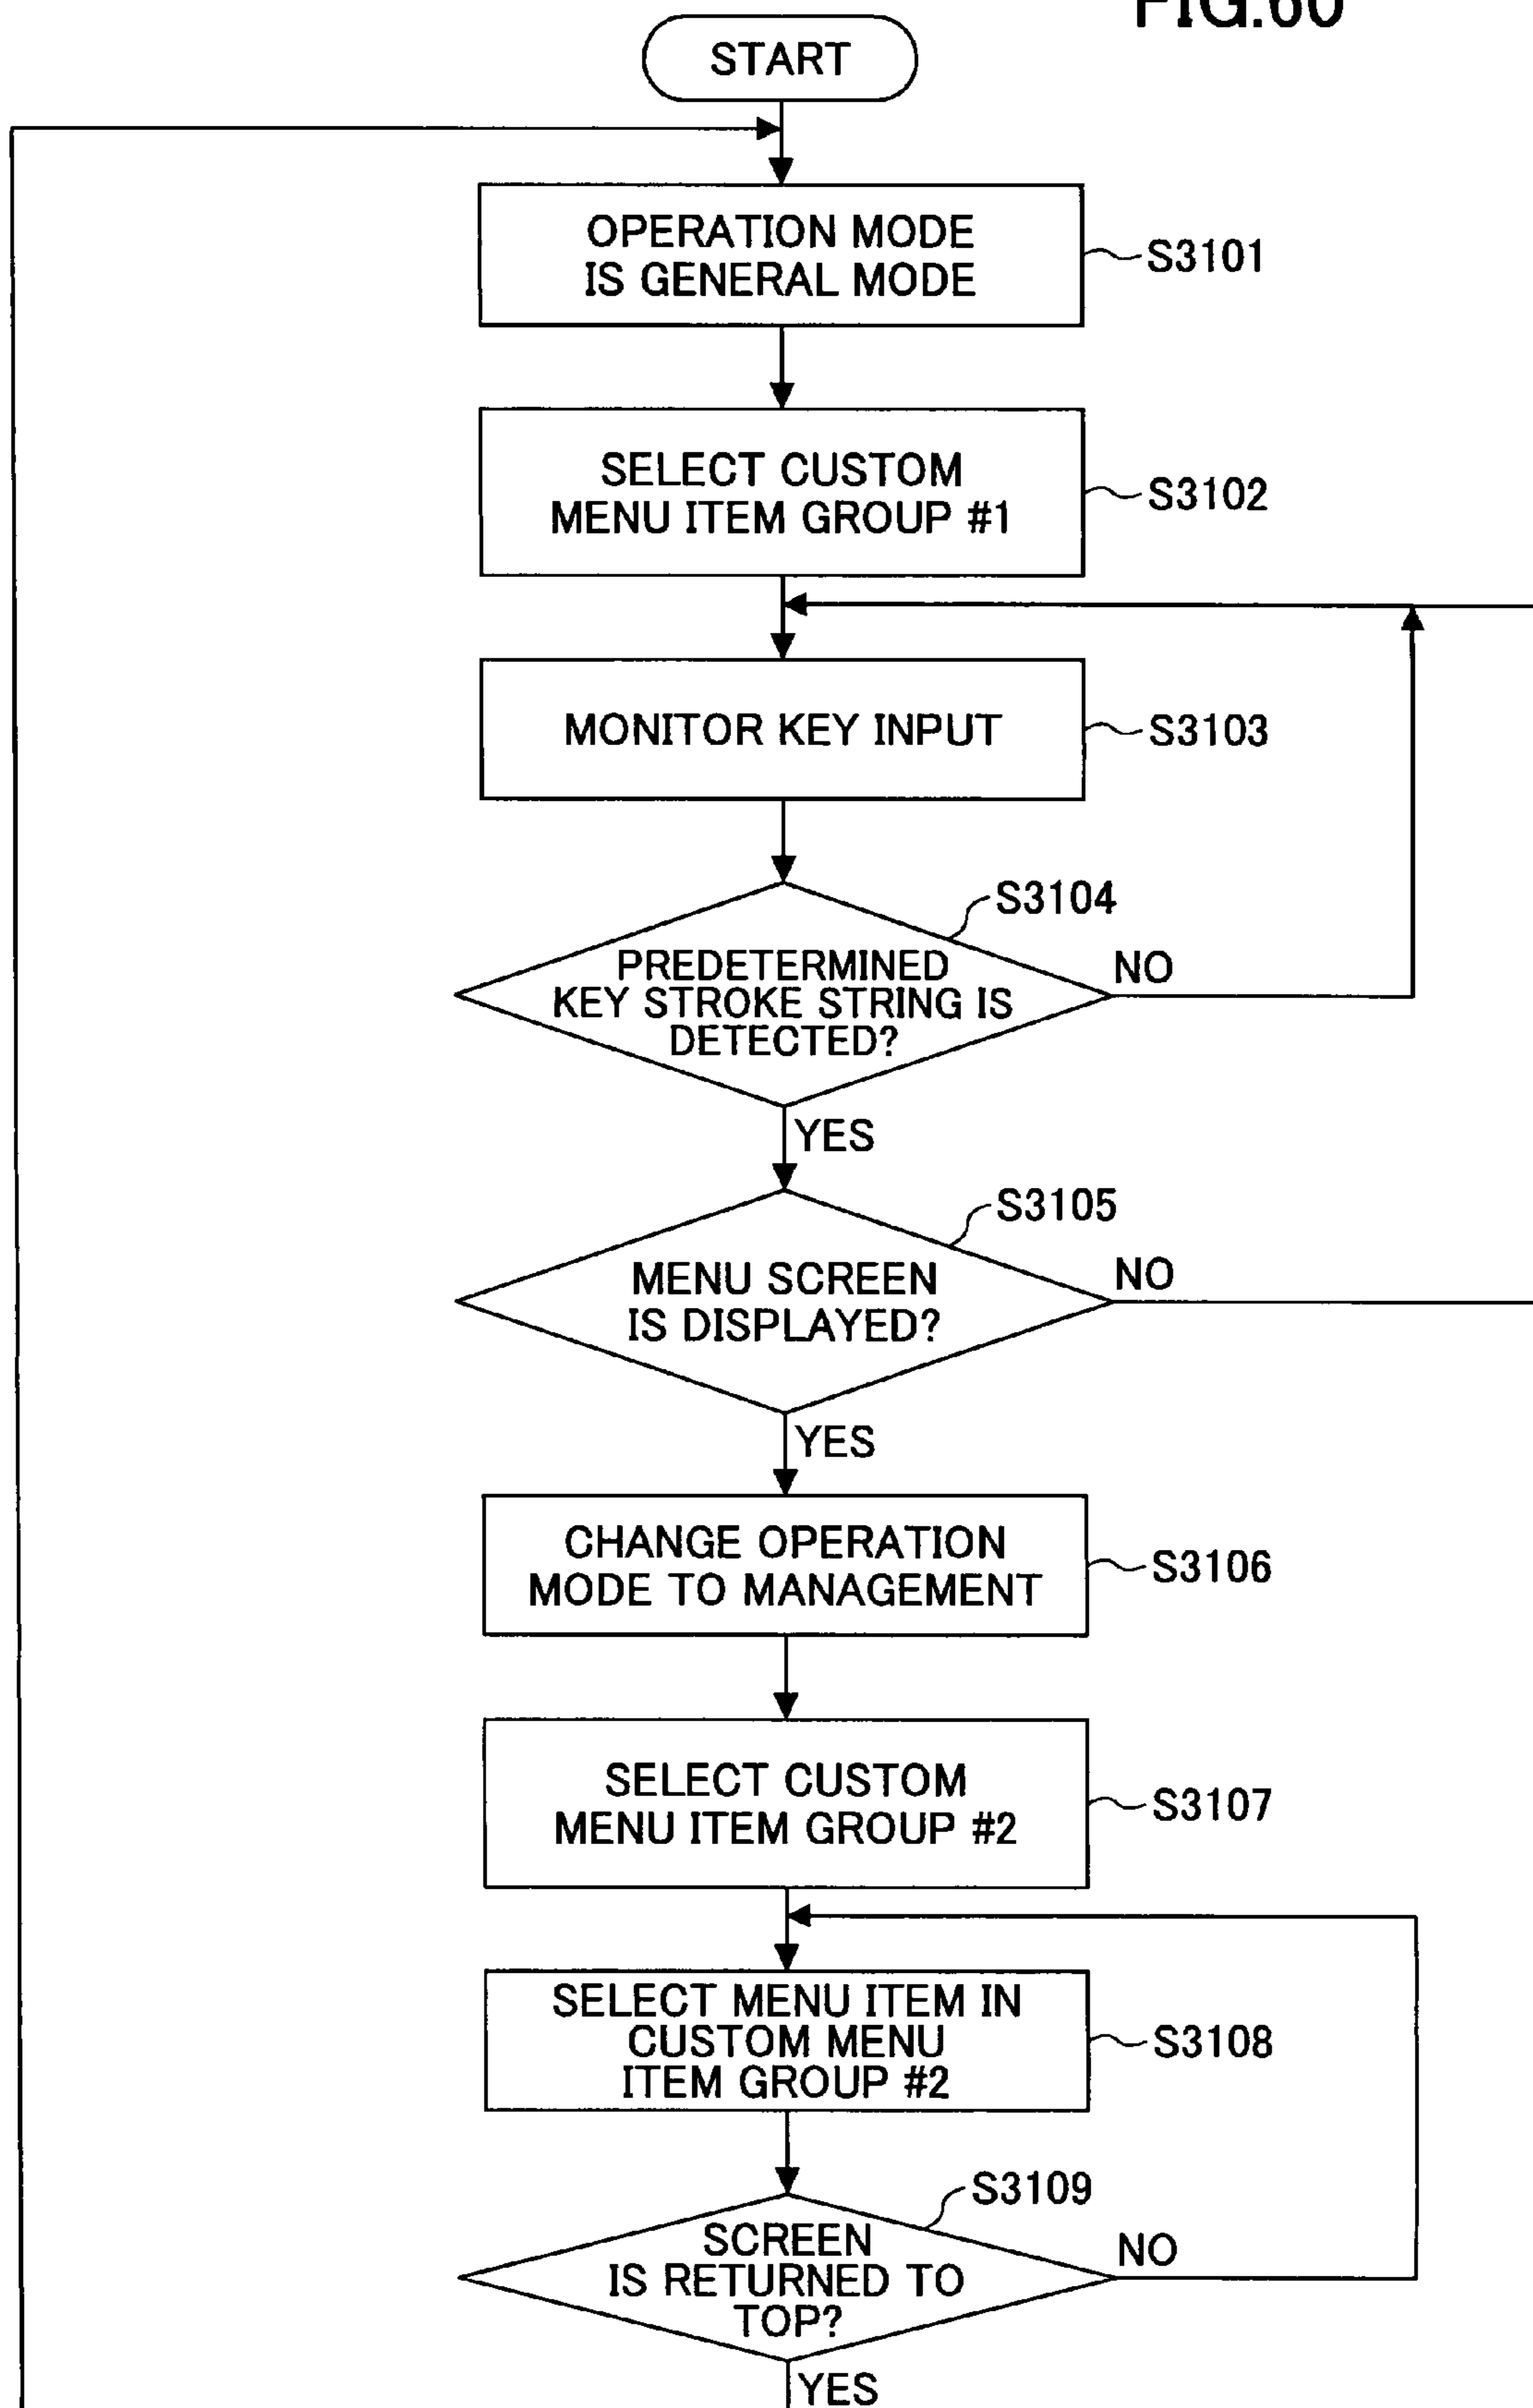 FIG.60
START
OPERATION MODE
IS GENERAL MODE
S3101
SELECT CUSTOM
MENU ITEM GROUP #1
S3102
MONITOR KEY INPUT
S3103
S3104
PREDETERMINED
KEY STROKE STRING IS
DETECTED?
NO
YES
S3105
MENU SCREEN
IS DISPLAYED?
NO
YES
CHANGE OPERATION
MODE TO MANAGEMENT
S3106
SELECT CUSTOM
MENU ITEM GROUP #2
S3107
SELECT MENU ITEM IN
CUSTOM MENU
ITEM GROUP #2
S3108
S3109
SCREEN
IS RETURNED TO
TOP?
NO
YES